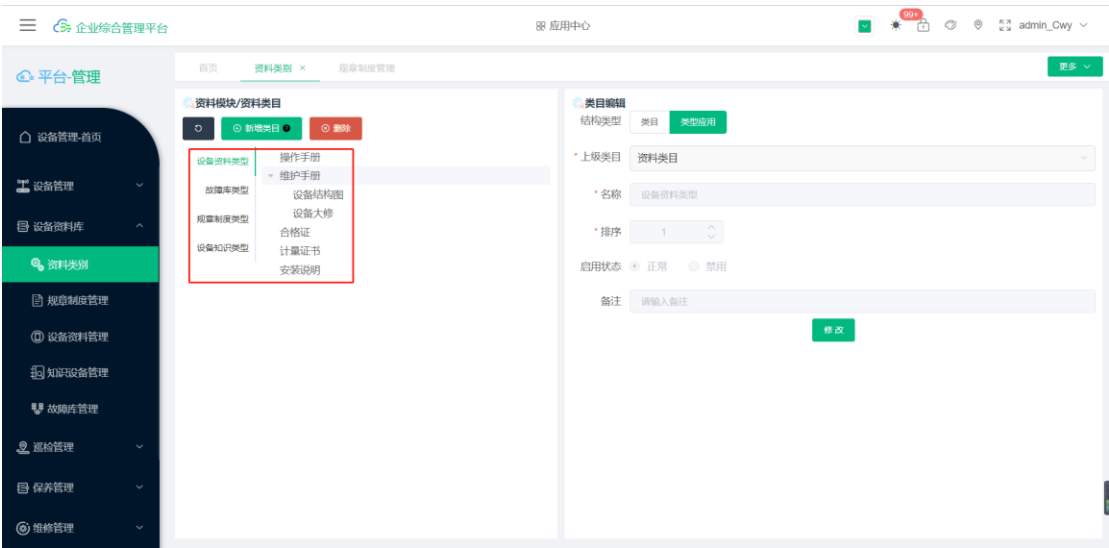 企业综合管理平台
应用中心
99+
admin_Cwy
平台-管理
首页 资料类别 × 规章制度管理
更多
设备管理-首页
设备管理
设备资料库
资料类别
规章制度管理
设备资料管理
知识设备管理
故障库管理
巡检管理
保养管理
维修管理
资料模块/资料类目
新增类目
删除
设备资料类型
故障库类型
规章制度类型
设备知识类型
操作手册
维护手册
设备结构图
设备大修
合格证
计量证书
安装说明
类目编辑
结构类型 类目 类型应用
*上级类目 资料类目
*名称 设备资料类型
*排序 1
启用状态 正常 禁用
备注 请输入备注
修改